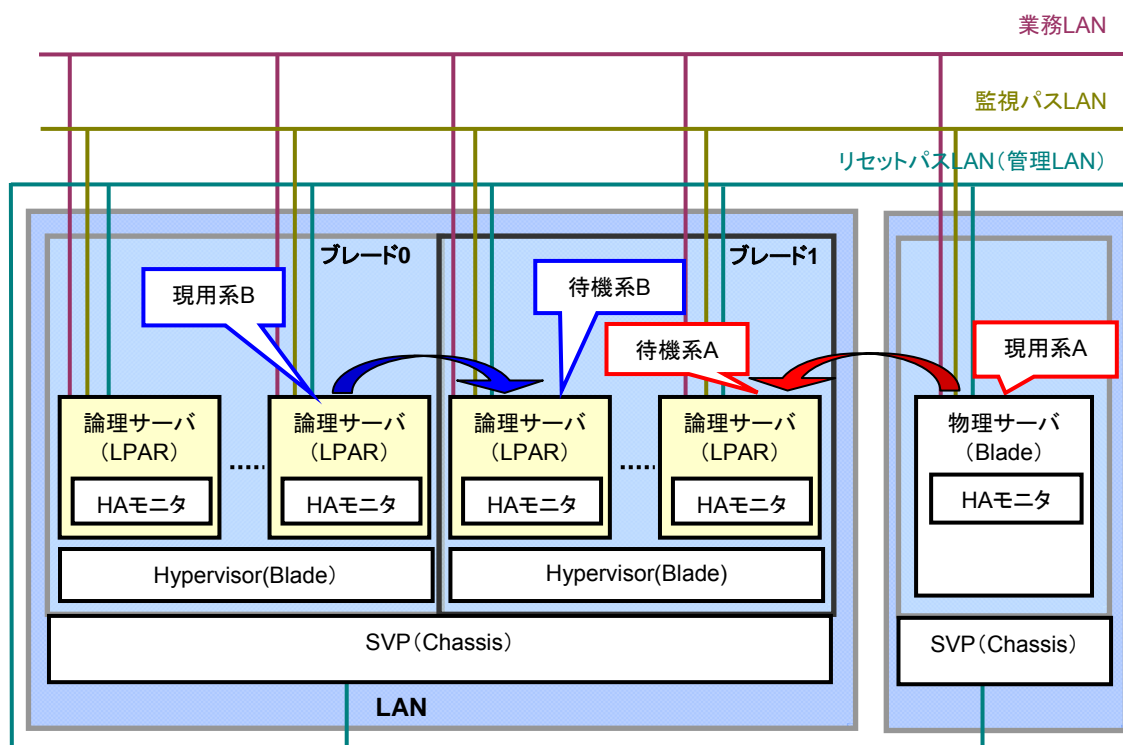 業務LAN
監視パスLAN
リセットパスLAN(管理LAN)
ブレード0
ブレード1
現用系B
待機系B
待機系A
現用系A
論理サーバ
(LPAR)
HAモニタ
……
論理サーバ
(LPAR)
HAモニタ
論理サーバ
(LPAR)
HAモニタ
……
論理サーバ
(LPAR)
HAモニタ
物理サーバ
(Blade)
HAモニタ
Hypervisor(Blade)
Hypervisor(Blade)
SVP(Chassis)
SVP(Chassis)
LAN